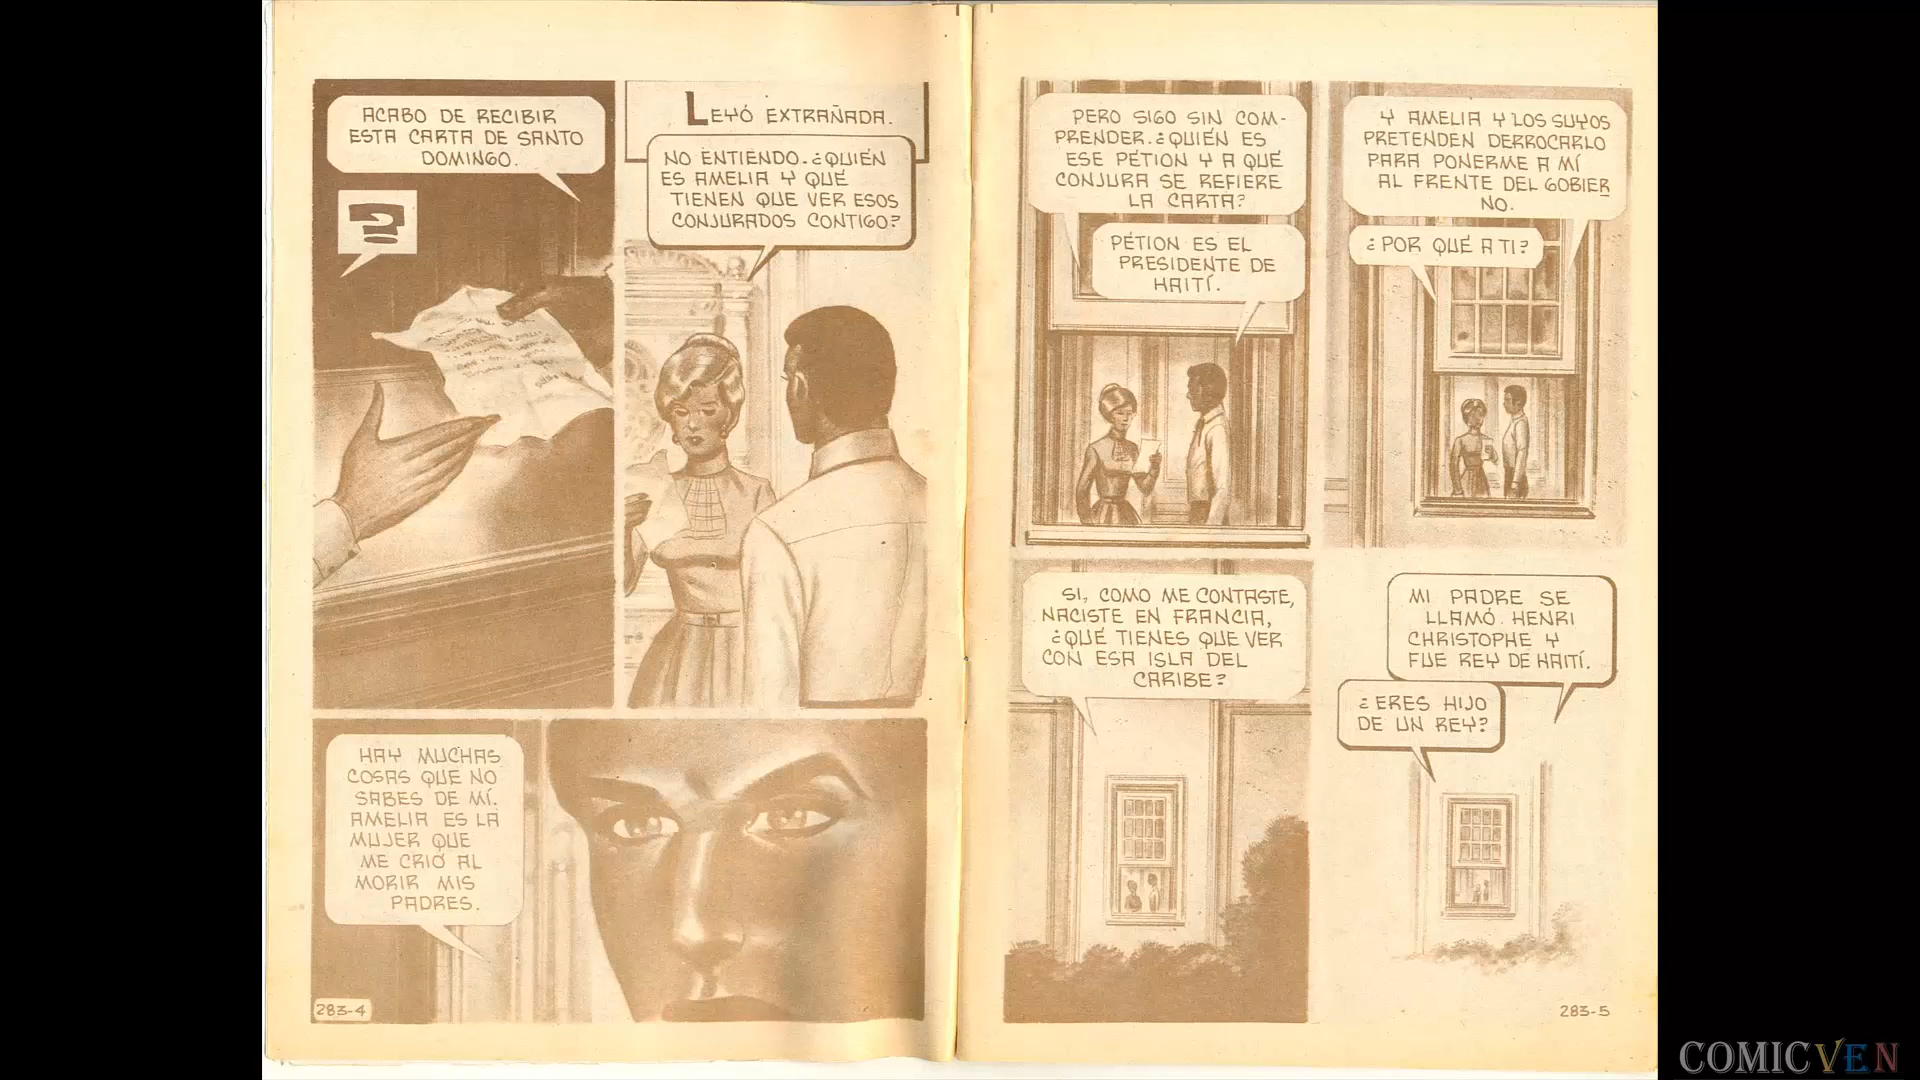 ACABO DE RECIBIR
ESTA CARTA DE SANTO
DOMINGO.
?
LEYÓ EXTRAÑADA.
NO ENTIENDO. ¿QUIÉN
ES AMELIA Y QUÉ
TIENEN QUE VER ESOS
CONJURADOS CONTIGO?
HAY MUCHAS
COSAS QUE NO
SABES DE MÍ.
AMELIA ES LA
MUJER QUE
ME CRIÓ AL
MORIR MIS
PADRES.
283-4
PERO SIGO SIN COM-
PRENDER. ¿QUIÉN ES
ESE PÉTION Y A QUÉ
CONJURA SE REFIERE
LA CARTA?
PÉTION ES EL
PRESIDENTE DE
HAITÍ.
Y AMELIA Y LOS SUYOS
PRETENDEN DERROCARLO
PARA PONERME A MÍ
AL FRENTE DEL GOBIER
NO.
¿POR QUÉ A TI?
SI, COMO ME CONTASTE,
NACISTE EN FRANCIA,
¿QUÉ TIENES QUE VER
CON ESA ISLA DEL
CARIBE?
MI PADRE SE
LLAMÓ HENRI
CHRISTOPHE Y
FUE REY DE HAITÍ.
¿ERES HIJO
DE UN REY?
283-5
COMICVEN